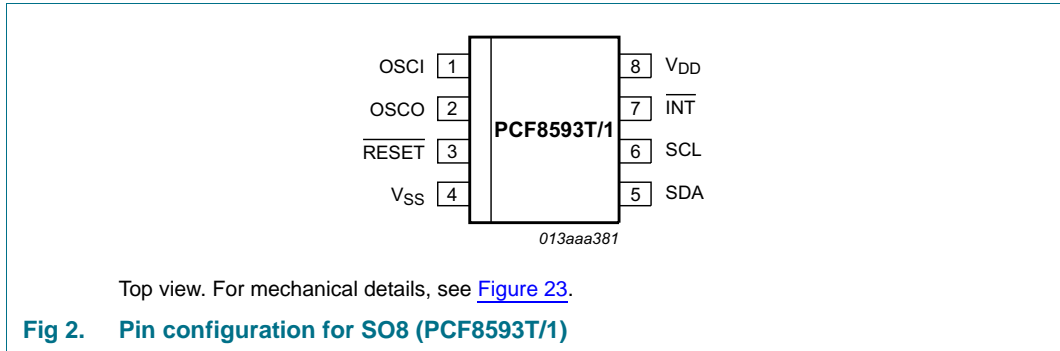 OSCI 1 8 VDD
OSCO 2 7 INT
PCF8593T/1
RESET 3 6 SCL
VSS 4 5 SDA
013aaa381
Top view. For mechanical details, see Figure 23.
Fig 2. Pin configuration for SO8 (PCF8593T/1)